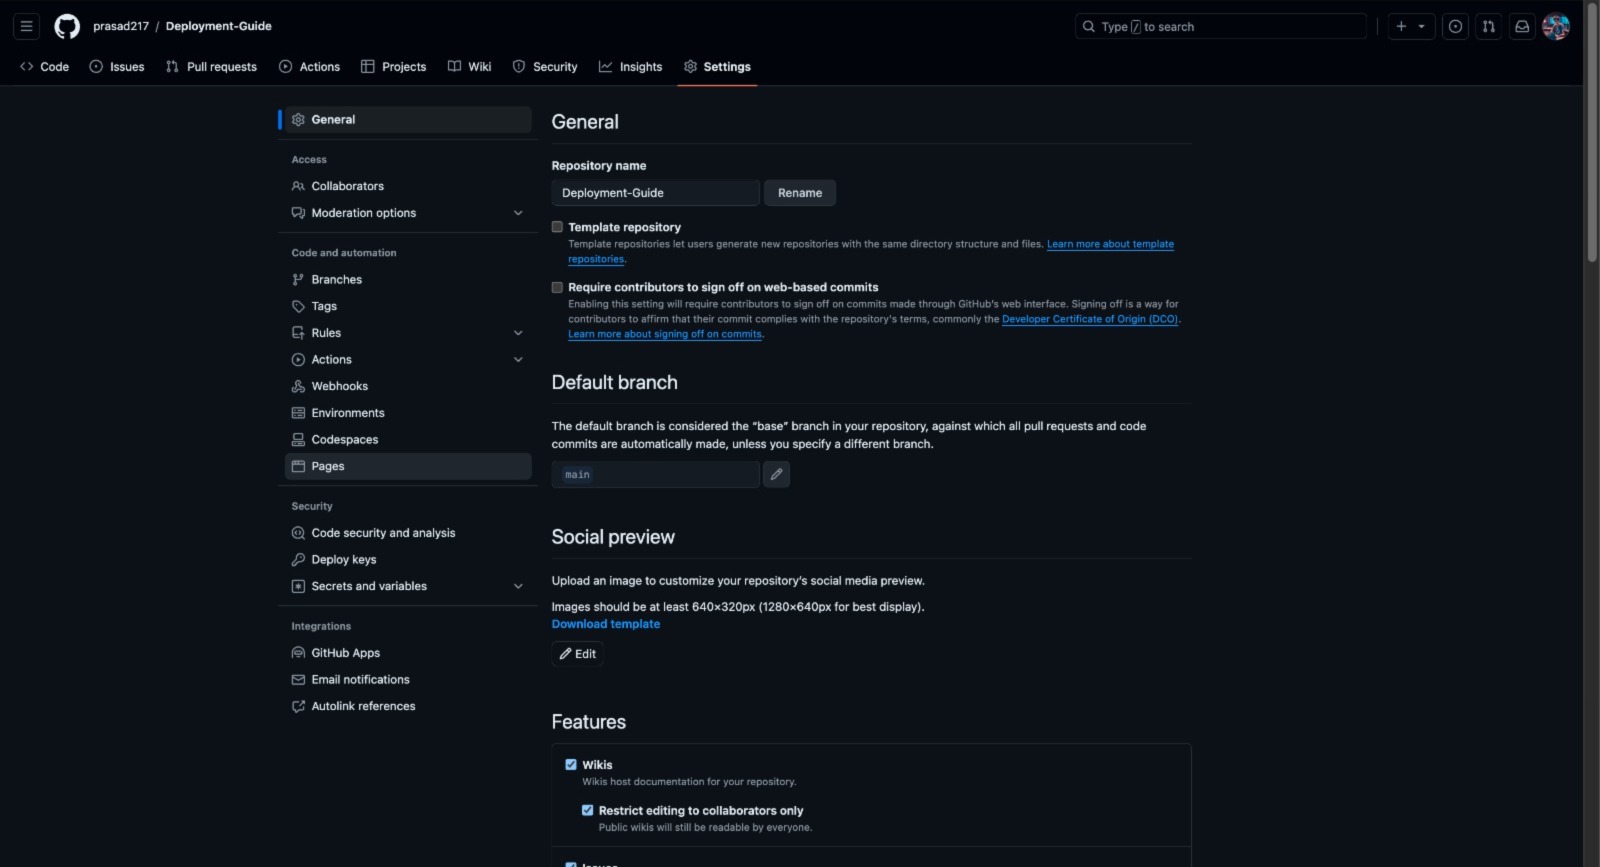 prasad217 / Deployment-Guide
Type / to search
Code
Issues
Pull requests
Actions
Projects
Wiki
Security
Insights
Settings
General
Access
Collaborators
Moderation options
Code and automation
Branches
Tags
Rules
Actions
Webhooks
Environments
Codespaces
Pages
Security
Code security and analysis
Deploy keys
Secrets and variables
Integrations
GitHub Apps
Email notifications
Autolink references
General
Repository name
Deployment-Guide
Rename
Template repository
Template repositories let users generate new repositories with the same directory structure and files. Learn more about template
repositories.
Require contributors to sign off on web-based commits
Enabling this setting will require contributors to sign off on commits made through GitHub's web interface. Signing off is a way for
contributors to affirm that their commit complies with the repository's terms, commonly the Developer Certificate of Origin (DCO).
Learn more about signing off on commits.
Default branch
The default branch is considered the “base” branch in your repository, against which all pull requests and code
commits are automatically made, unless you specify a different branch.
main
Social preview
Upload an image to customize your repository’s social media preview.
Images should be at least 640×320px (1280×640px for best display).
Download template
Edit
Features
Wikis
Wikis host documentation for your repository.
Restrict editing to collaborators only
Public wikis will still be readable by everyone.